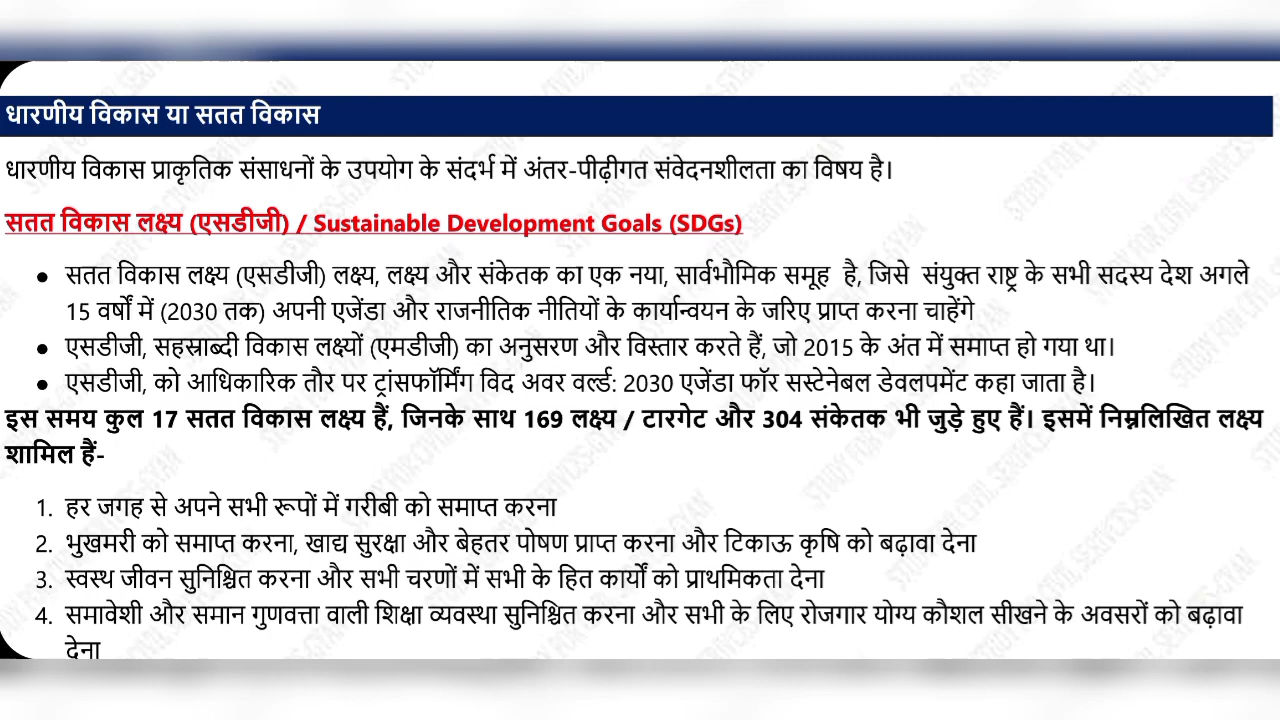 धारणीय विकास या सतत विकास
धारणीय विकास प्राकृतिक संसाधनों के उपयोग के संदर्भ में अंतर-पीढ़ीगत संवेदनशीलता का विषय है।
सतत विकास लक्ष्य (एसडीजी) / Sustainable Development Goals (SDGs)
● सतत विकास लक्ष्य (एसडीजी) लक्ष्य, लक्ष्य और संकेतक का एक नया, सार्वभौमिक समूह है, जिसे संयुक्त राष्ट्र के सभी सदस्य देश अगले
15 वर्षों में (2030 तक) अपनी एजेंडा और राजनीतिक नीतियों के कार्यान्वयन के जरिए प्राप्त करना चाहेंगे
● एसडीजी, सहस्राब्दी विकास लक्ष्यों (एमडीजी) का अनुसरण और विस्तार करते हैं, जो 2015 के अंत में समाप्त हो गया था।
● एसडीजी, को आधिकारिक तौर पर ट्रांसफॉर्मिंग विद अवर वर्ल्ड: 2030 एजेंडा फॉर सस्टेनेबल डेवलपमेंट कहा जाता है।
इस समय कुल 17 सतत विकास लक्ष्य हैं, जिनके साथ 169 लक्ष्य / टारगेट और 304 संकेतक भी जुड़े हुए हैं। इसमें निम्नलिखित लक्ष्य
शामिल हैं-
1. हर जगह से अपने सभी रूपों में गरीबी को समाप्त करना
2. भुखमरी को समाप्त करना, खाद्य सुरक्षा और बेहतर पोषण प्राप्त करना और टिकाऊ कृषि को बढ़ावा देना
3. स्वस्थ जीवन सुनिश्चित करना और सभी चरणों में सभी के हित कार्यों को प्राथमिकता देना
4. समावेशी और समान गुणवत्ता वाली शिक्षा व्यवस्था सुनिश्चित करना और सभी के लिए रोजगार योग्य कौशल सीखने के अवसरों को बढ़ावा
देना